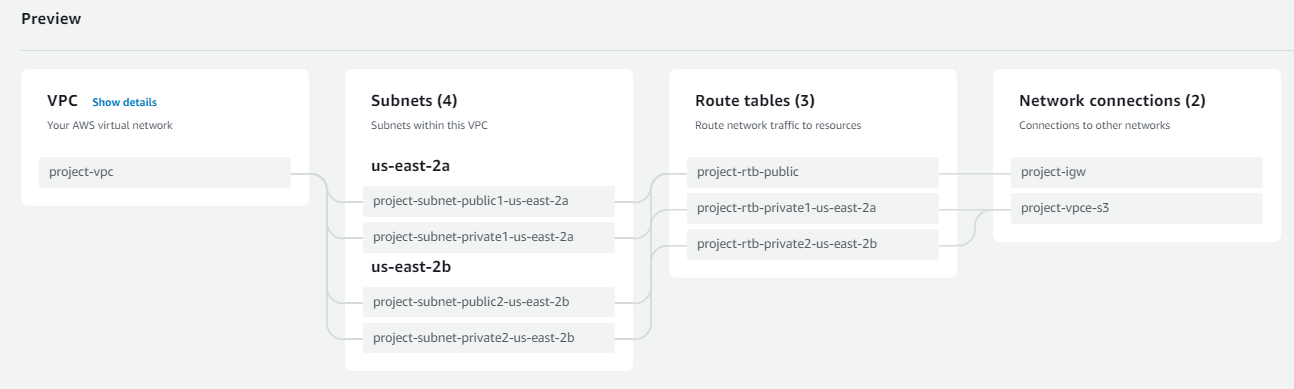 Preview
VPC Show details
Your AWS virtual network
project-vpc
Subnets (4)
Subnets within this VPC
us-east-2a
project-subnet-public1-us-east-2a
project-subnet-private1-us-east-2a
us-east-2b
project-subnet-public2-us-east-2b
project-subnet-private2-us-east-2b
Route tables (3)
Route network traffic to resources
project-rtb-public
project-rtb-private1-us-east-2a
project-rtb-private2-us-east-2b
Network connections (2)
Connections to other networks
project-igw
project-vpce-s3